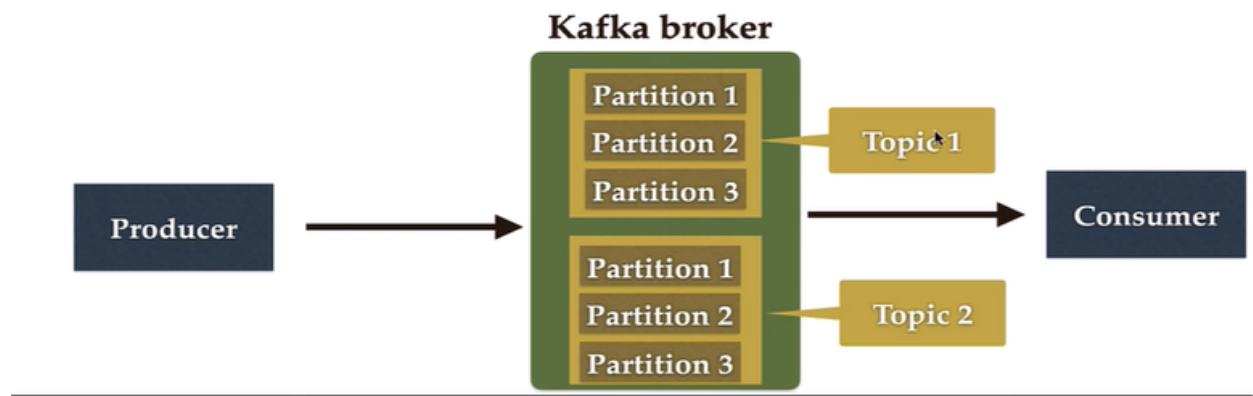 Kafka broker
Partition 1
Partition 2
Partition 3
Topic 1
Producer
Consumer
Partition 1
Partition 2
Partition 3
Topic 2